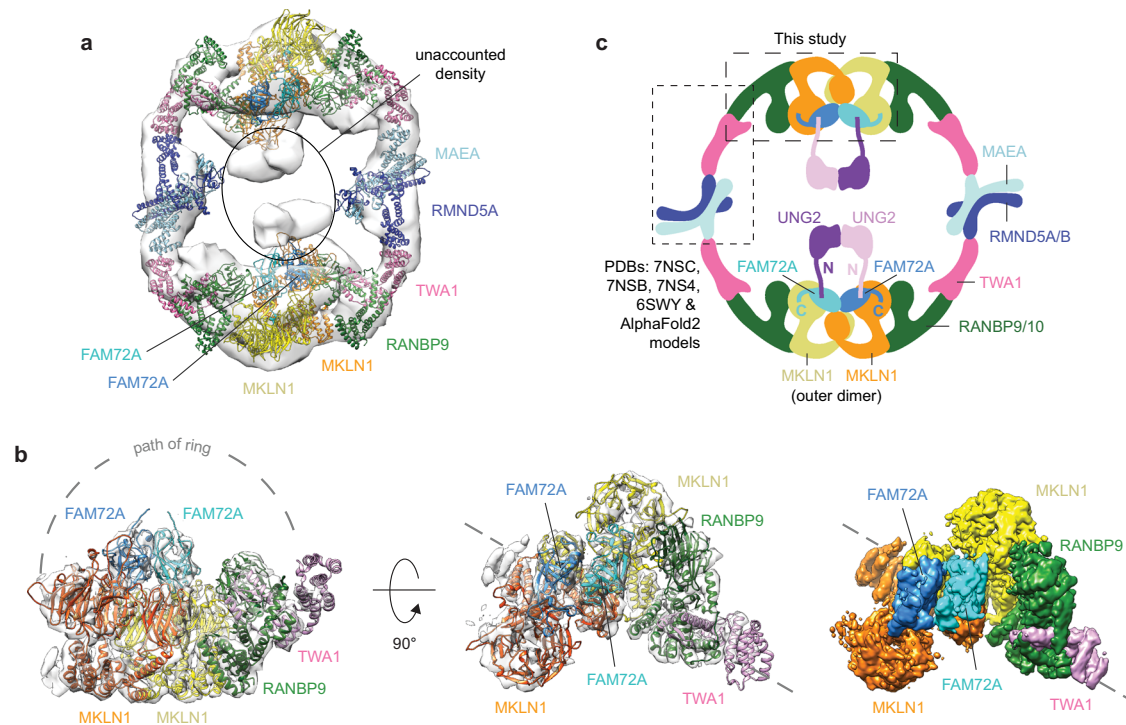 a
unaccounted
density
MAEA
RMND5A
TWA1
RANBP9
FAM72A
FAM72A
MKLN1
MKLN1
c
This study
MAEA
UNG2
UNG2
RMND5A/B
PDBs: 7NSC,
7NSB, 7NS4,
6SWY &
AlphaFold2
models
FAM72A
N
N
FAM72A
TWA1
C
C
RANBP9/10
MKLN1
MKLN1
(outer dimer)
b
path of ring
FAM72A
FAM72A
TWA1
RANBP9
MKLN1
MKLN1
90°
FAM72A
MKLN1
RANBP9
FAM72A
MKLN1
TWA1
FAM72A
MKLN1
RANBP9
FAM72A
MKLN1
TWA1